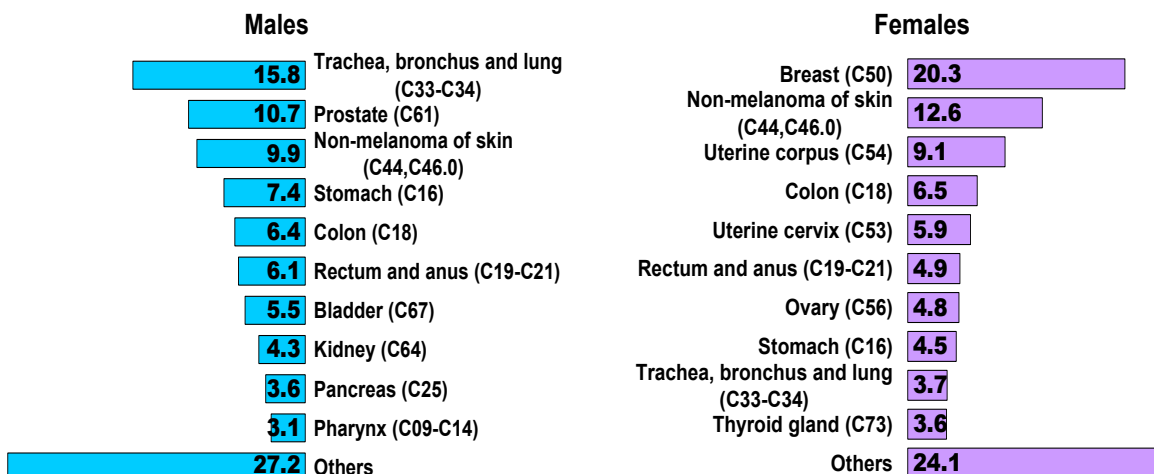 Males
15.8 Trachea, bronchus and lung
(C33-C34)
10.7 Prostate (C61)
9.9 Non-melanoma of skin
(C44,C46.0)
7.4 Stomach (C16)
6.4 Colon (C18)
6.1 Rectum and anus (C19-C21)
5.5 Bladder (C67)
4.3 Kidney (C64)
3.6 Pancreas (C25)
3.1 Pharynx (C09-C14)
27.2 Others
Females
Breast (C50) 20.3
Non-melanoma of skin
(C44,C46.0) 12.6
Uterine corpus (C54) 9.1
Colon (C18) 6.5
Uterine cervix (C53) 5.9
Rectum and anus (C19-C21) 4.9
Ovary (C56) 4.8
Stomach (C16) 4.5
Trachea, bronchus and lung
(C33-C34) 3.7
Thyroid gland (C73) 3.6
Others 24.1